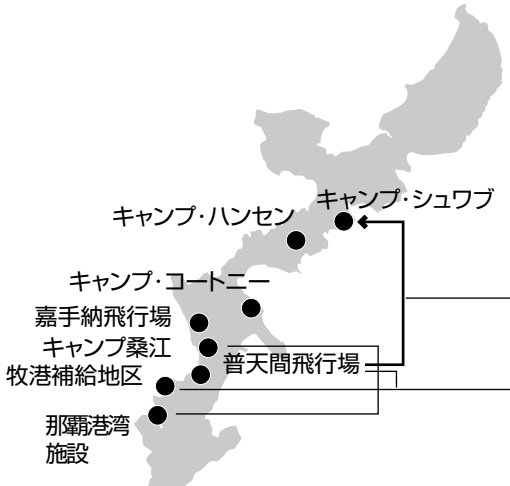 キャンプ・シュワブ
キャンプ・ハンセン
キャンプ・コートニー
嘉手納飛行場
キャンプ桑江
普天間飛行場
牧港補給地区
那覇港湾
施設